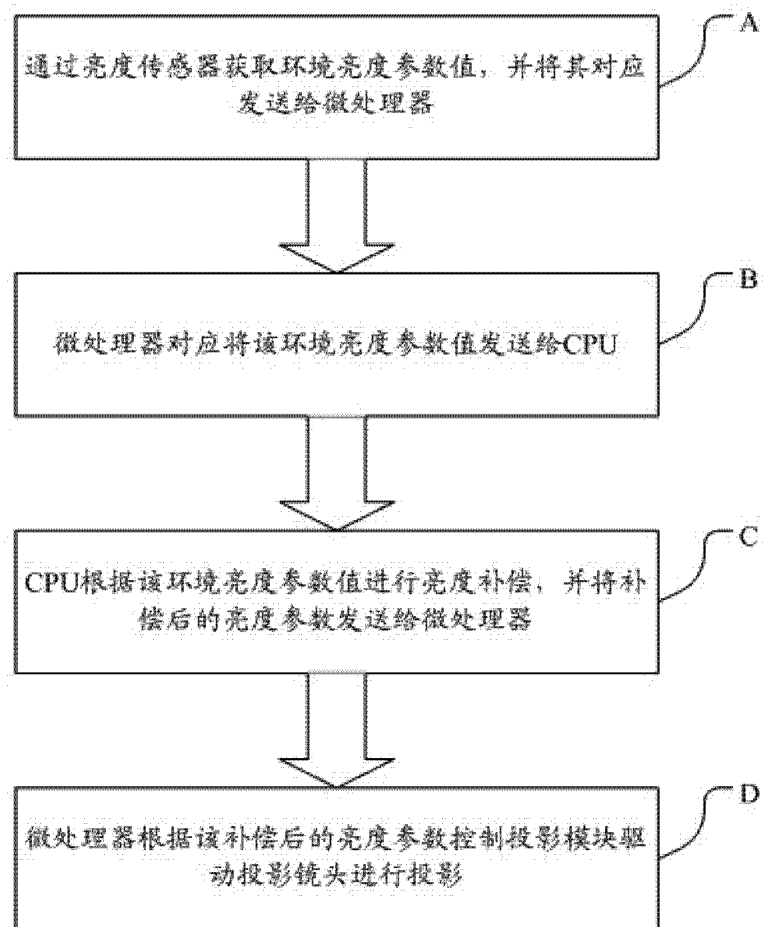 A
通过亮度传感器获取环境亮度参数值，并将其对应
发送给微处理器
B
微处理器对应将该环境亮度参数值发送给CPU
C
CPU根据该环境亮度参数值进行亮度补偿，并将补
偿后的亮度参数发送给微处理器
D
微处理器根据该补偿后的亮度参数控制投影模块驱
动投影镜头进行投影